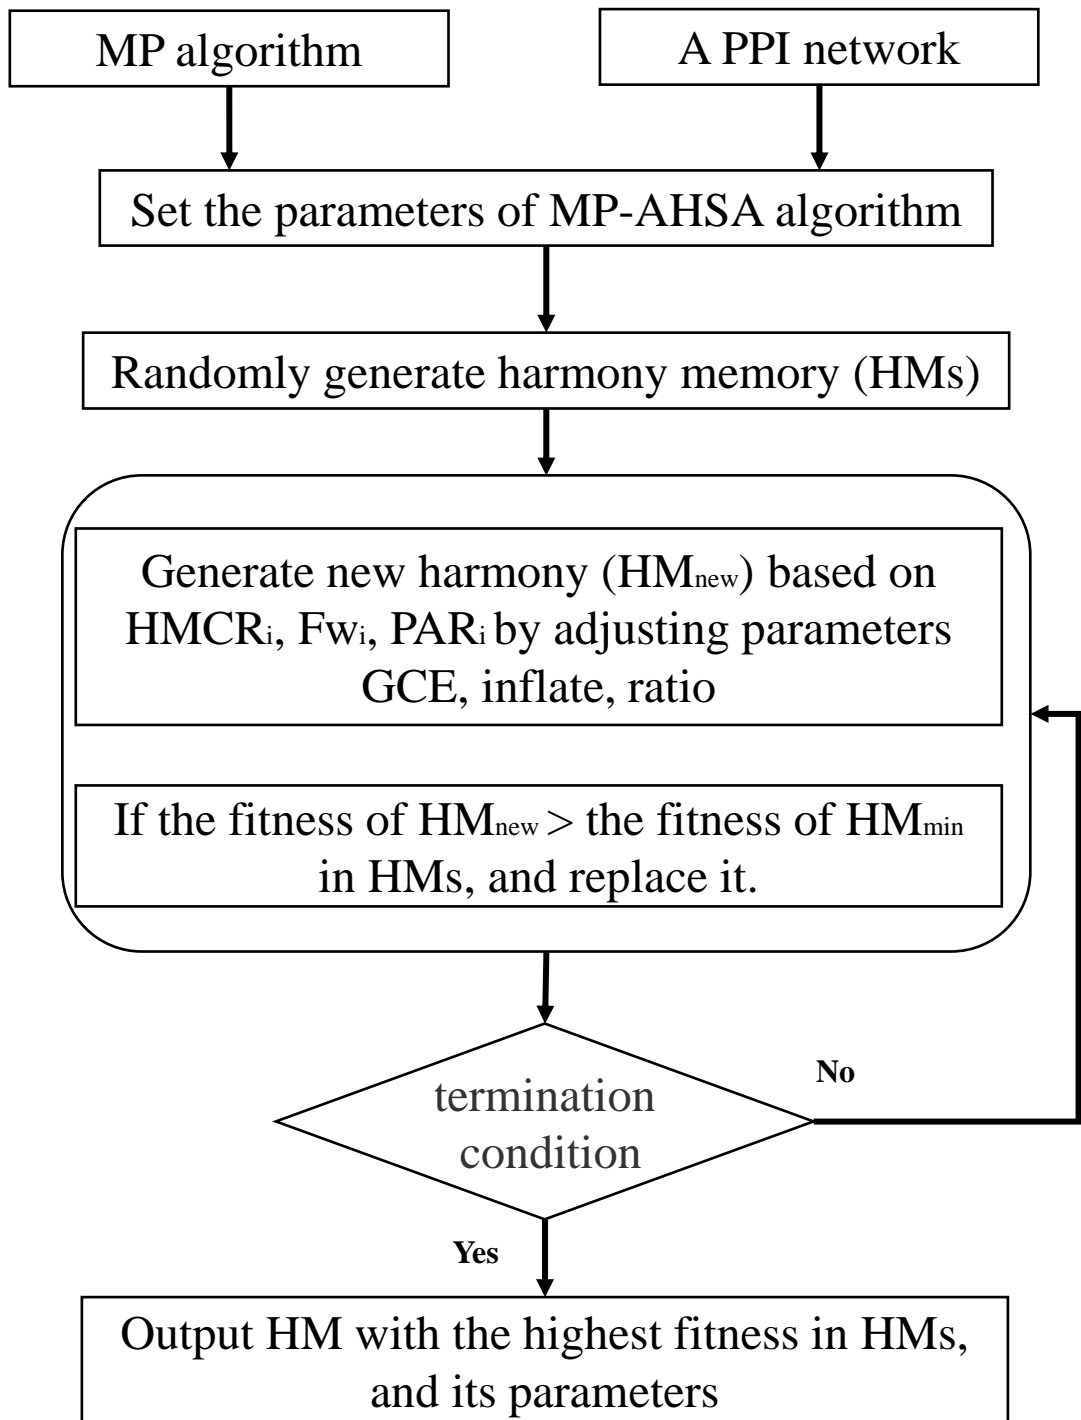 MP algorithm
A PPI network
Set the parameters of MP-AHSA algorithm
Randomly generate harmony memory (HMs)
Generate new harmony (HMnew) based on
HMCRi, Fwi, PARi by adjusting parameters
GCE, inflate, ratio
If the fitness of HMnew > the fitness of HMmin
in HMs, and replace it.
termination
condition
No
Yes
Output HM with the highest fitness in HMs,
and its parameters